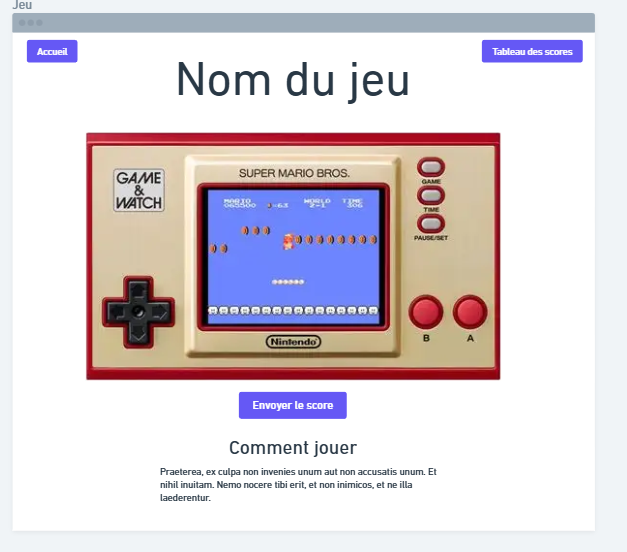 Jeu
Accueil
Tableau des scores
Nom du jeu
GAME
&
WATCH
SUPER MARIO BROS.
GAME
TIME
PAUSE/SET
MARIO
WORLD
TIME
2-1
306
B
A
Nintendo
Envoyer le score
Comment jouer
Praeterea, ex culpa non invenies unum aut non accusatis unum. Et
nihil inuitam. Nemo nocere tibi erit, et non inimicos, et ne illa
laederentur.